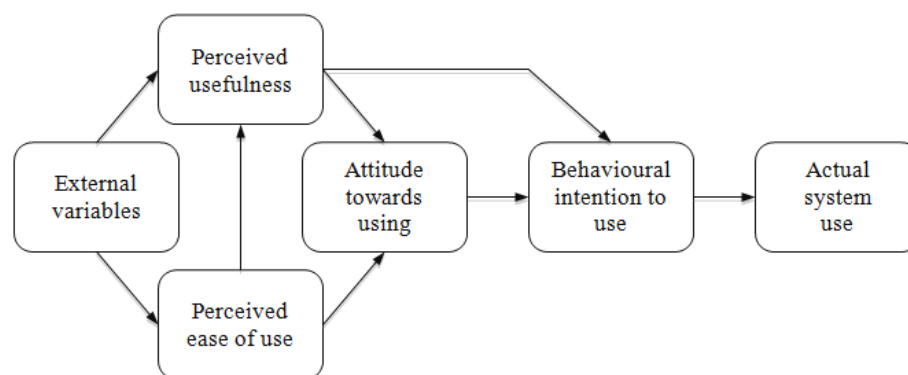 Perceived
usefulness
External
variables
Attitude
towards
using
Behavioural
intention to
use
Actual
system
use
Perceived
ease of use